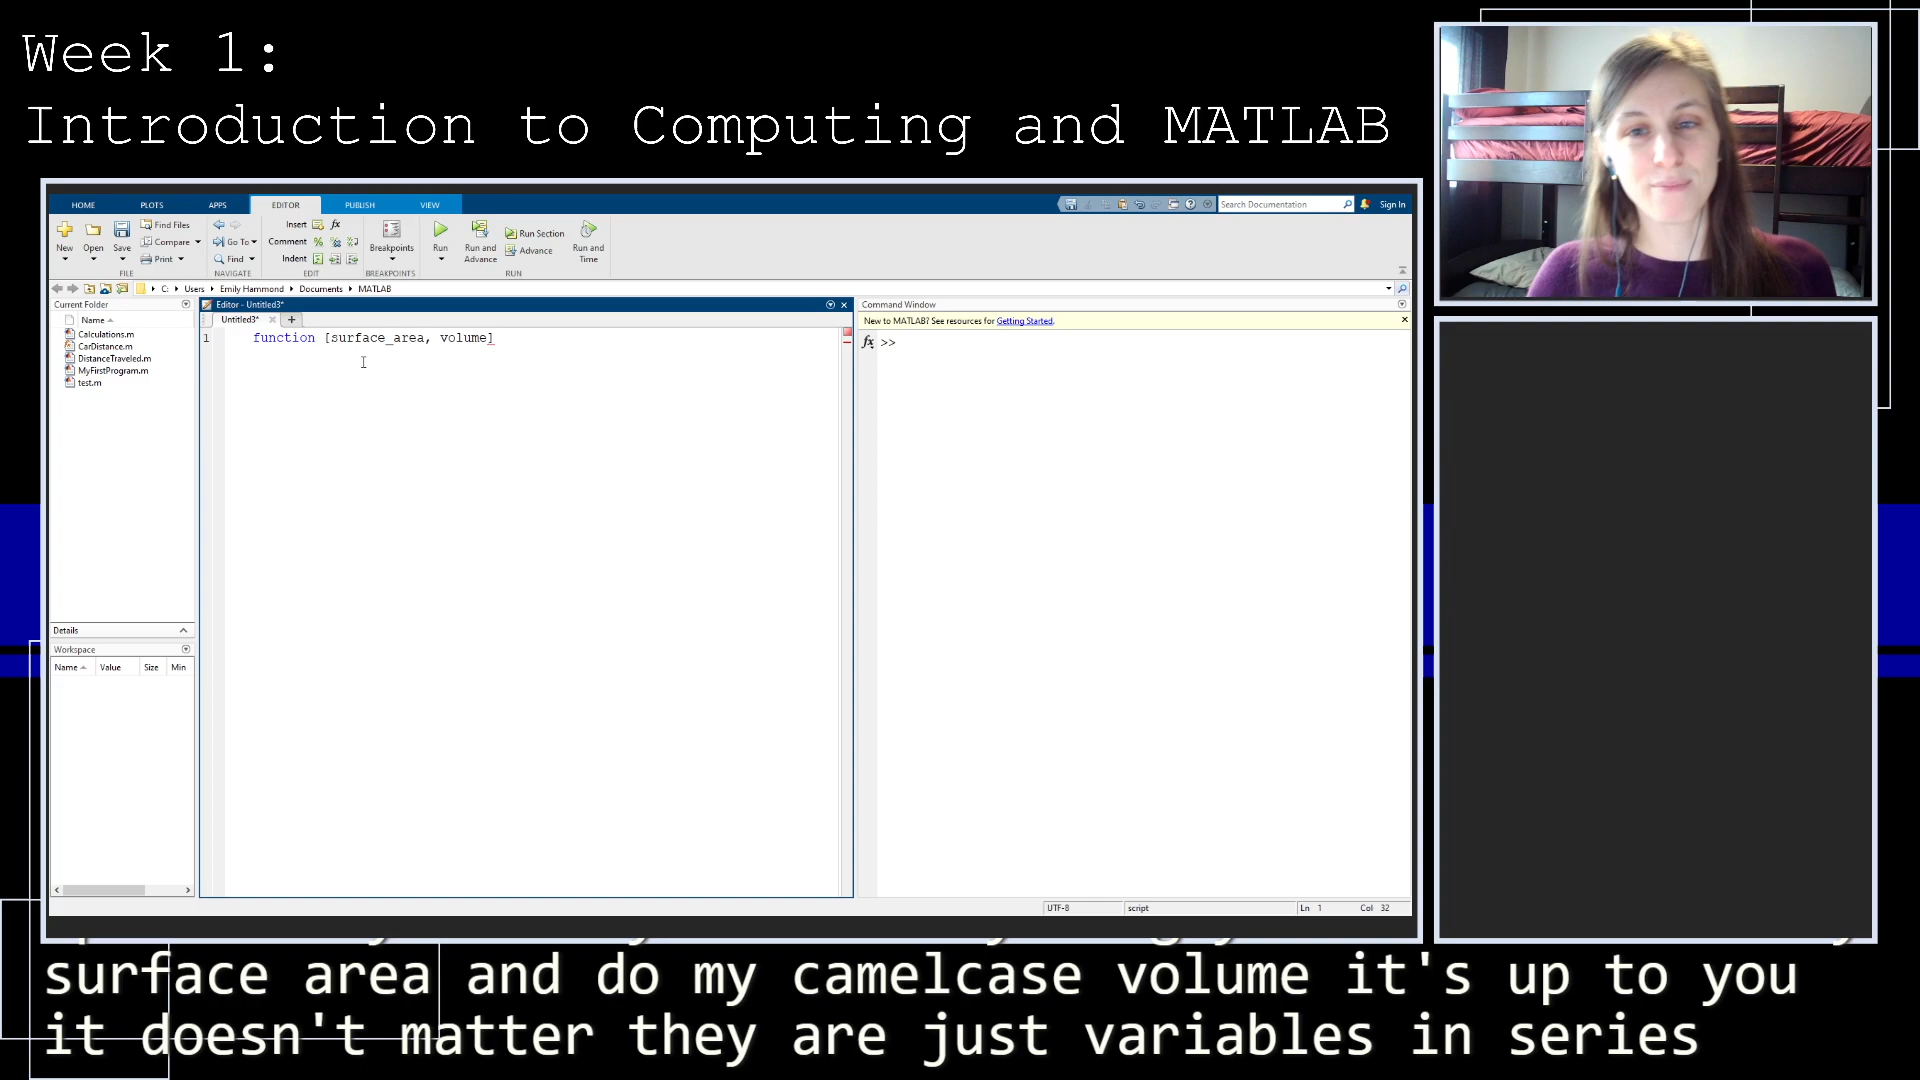 Week 1:
Introduction to Computing and MATLAB
HOME PLOTS APPS EDITOR PUBLISH VIEW
Search Documentation
Sign In
New Open Save
Find Files
Compare
Print
FILE
Go To
Find
NAVIGATE
Insert fx
Comment %
Indent
EDIT
Breakpoints
BREAKPOINTS
Run
Run and Advance
Run Section
Advance
Run and Time
RUN
C: Users Emily Hammond Documents MATLAB
Current Folder
Name
Calculations.m
CarDistance.m
DistanceTraveled.m
MyFirstProgram.m
test.m
Details
Workspace
Name Value Size Min
Editor - Untitled3*
Untitled3* +
1 function [surface_area, volume]
Command Window
New to MATLAB? See resources for Getting Started.
fx >>
UTF-8 script Ln 1 Col 32
surface area and do my camelcase volume it's up to you
it doesn't matter they are just variables in series